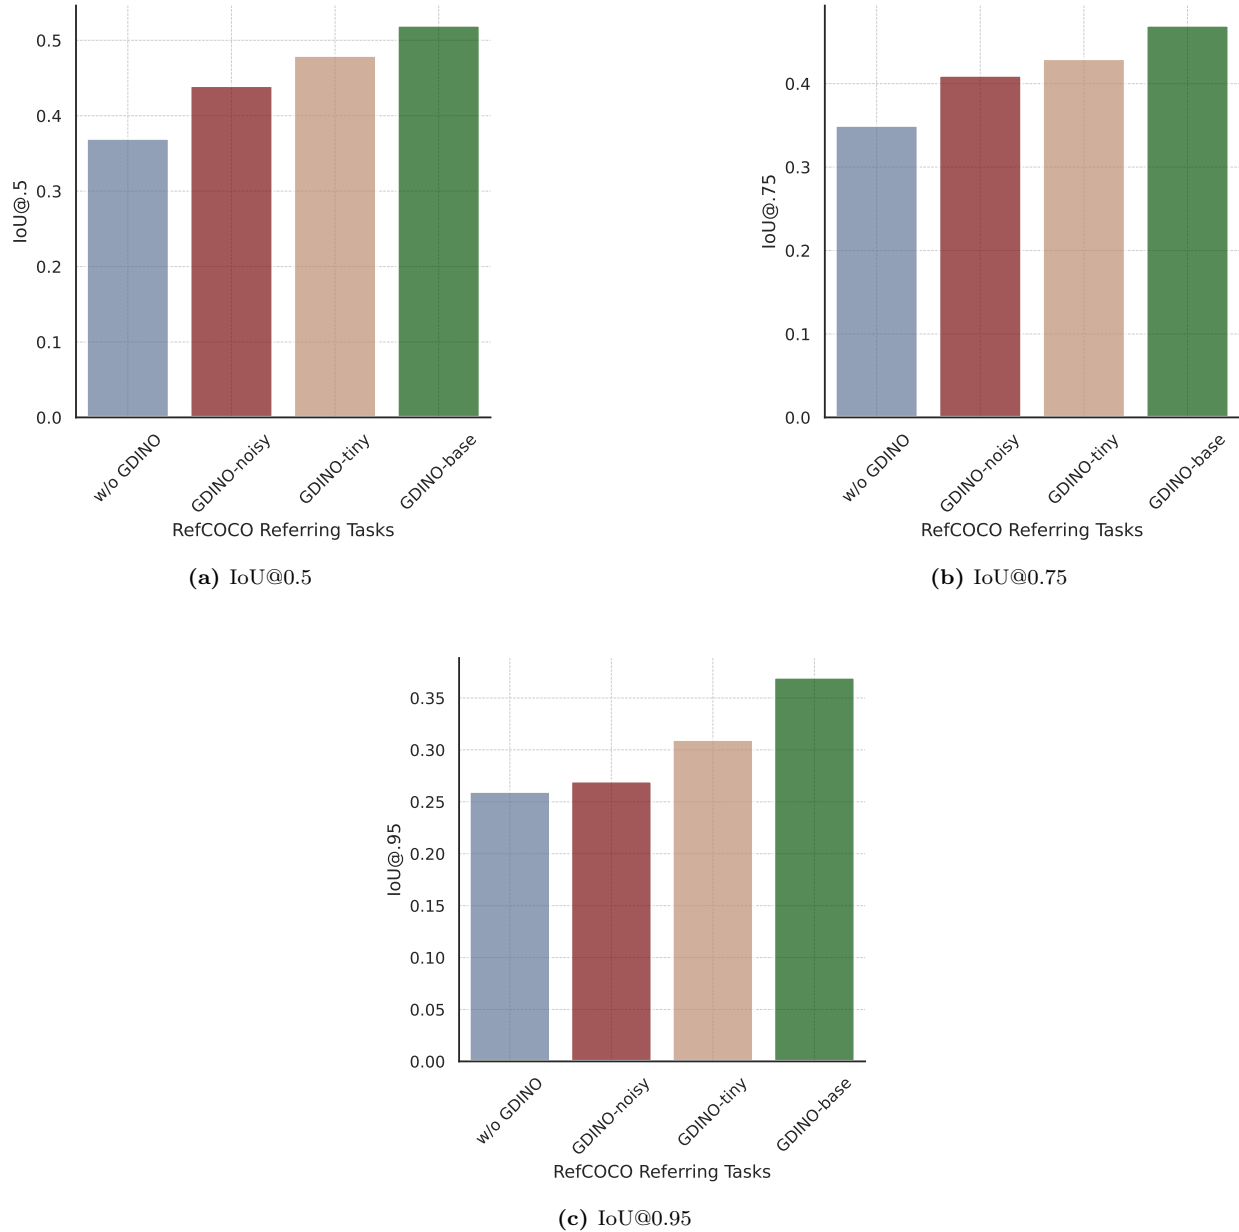 0.5
0.4
0.3
0.2
0.1
0.0
IoU@.5
w/o GDINO
GDINO-noisy
GDINO-tiny
GDINO-base
RefCOCO Referring Tasks
(a) IoU@0.5
0.4
0.3
0.2
0.1
0.0
IoU@.75
w/o GDINO
GDINO-noisy
GDINO-tiny
GDINO-base
RefCOCO Referring Tasks
(b) IoU@0.75
0.35
0.30
0.25
0.20
0.15
0.10
0.05
0.00
IoU@.95
w/o GDINO
GDINO-noisy
GDINO-tiny
GDINO-base
RefCOCO Referring Tasks
(c) IoU@0.95